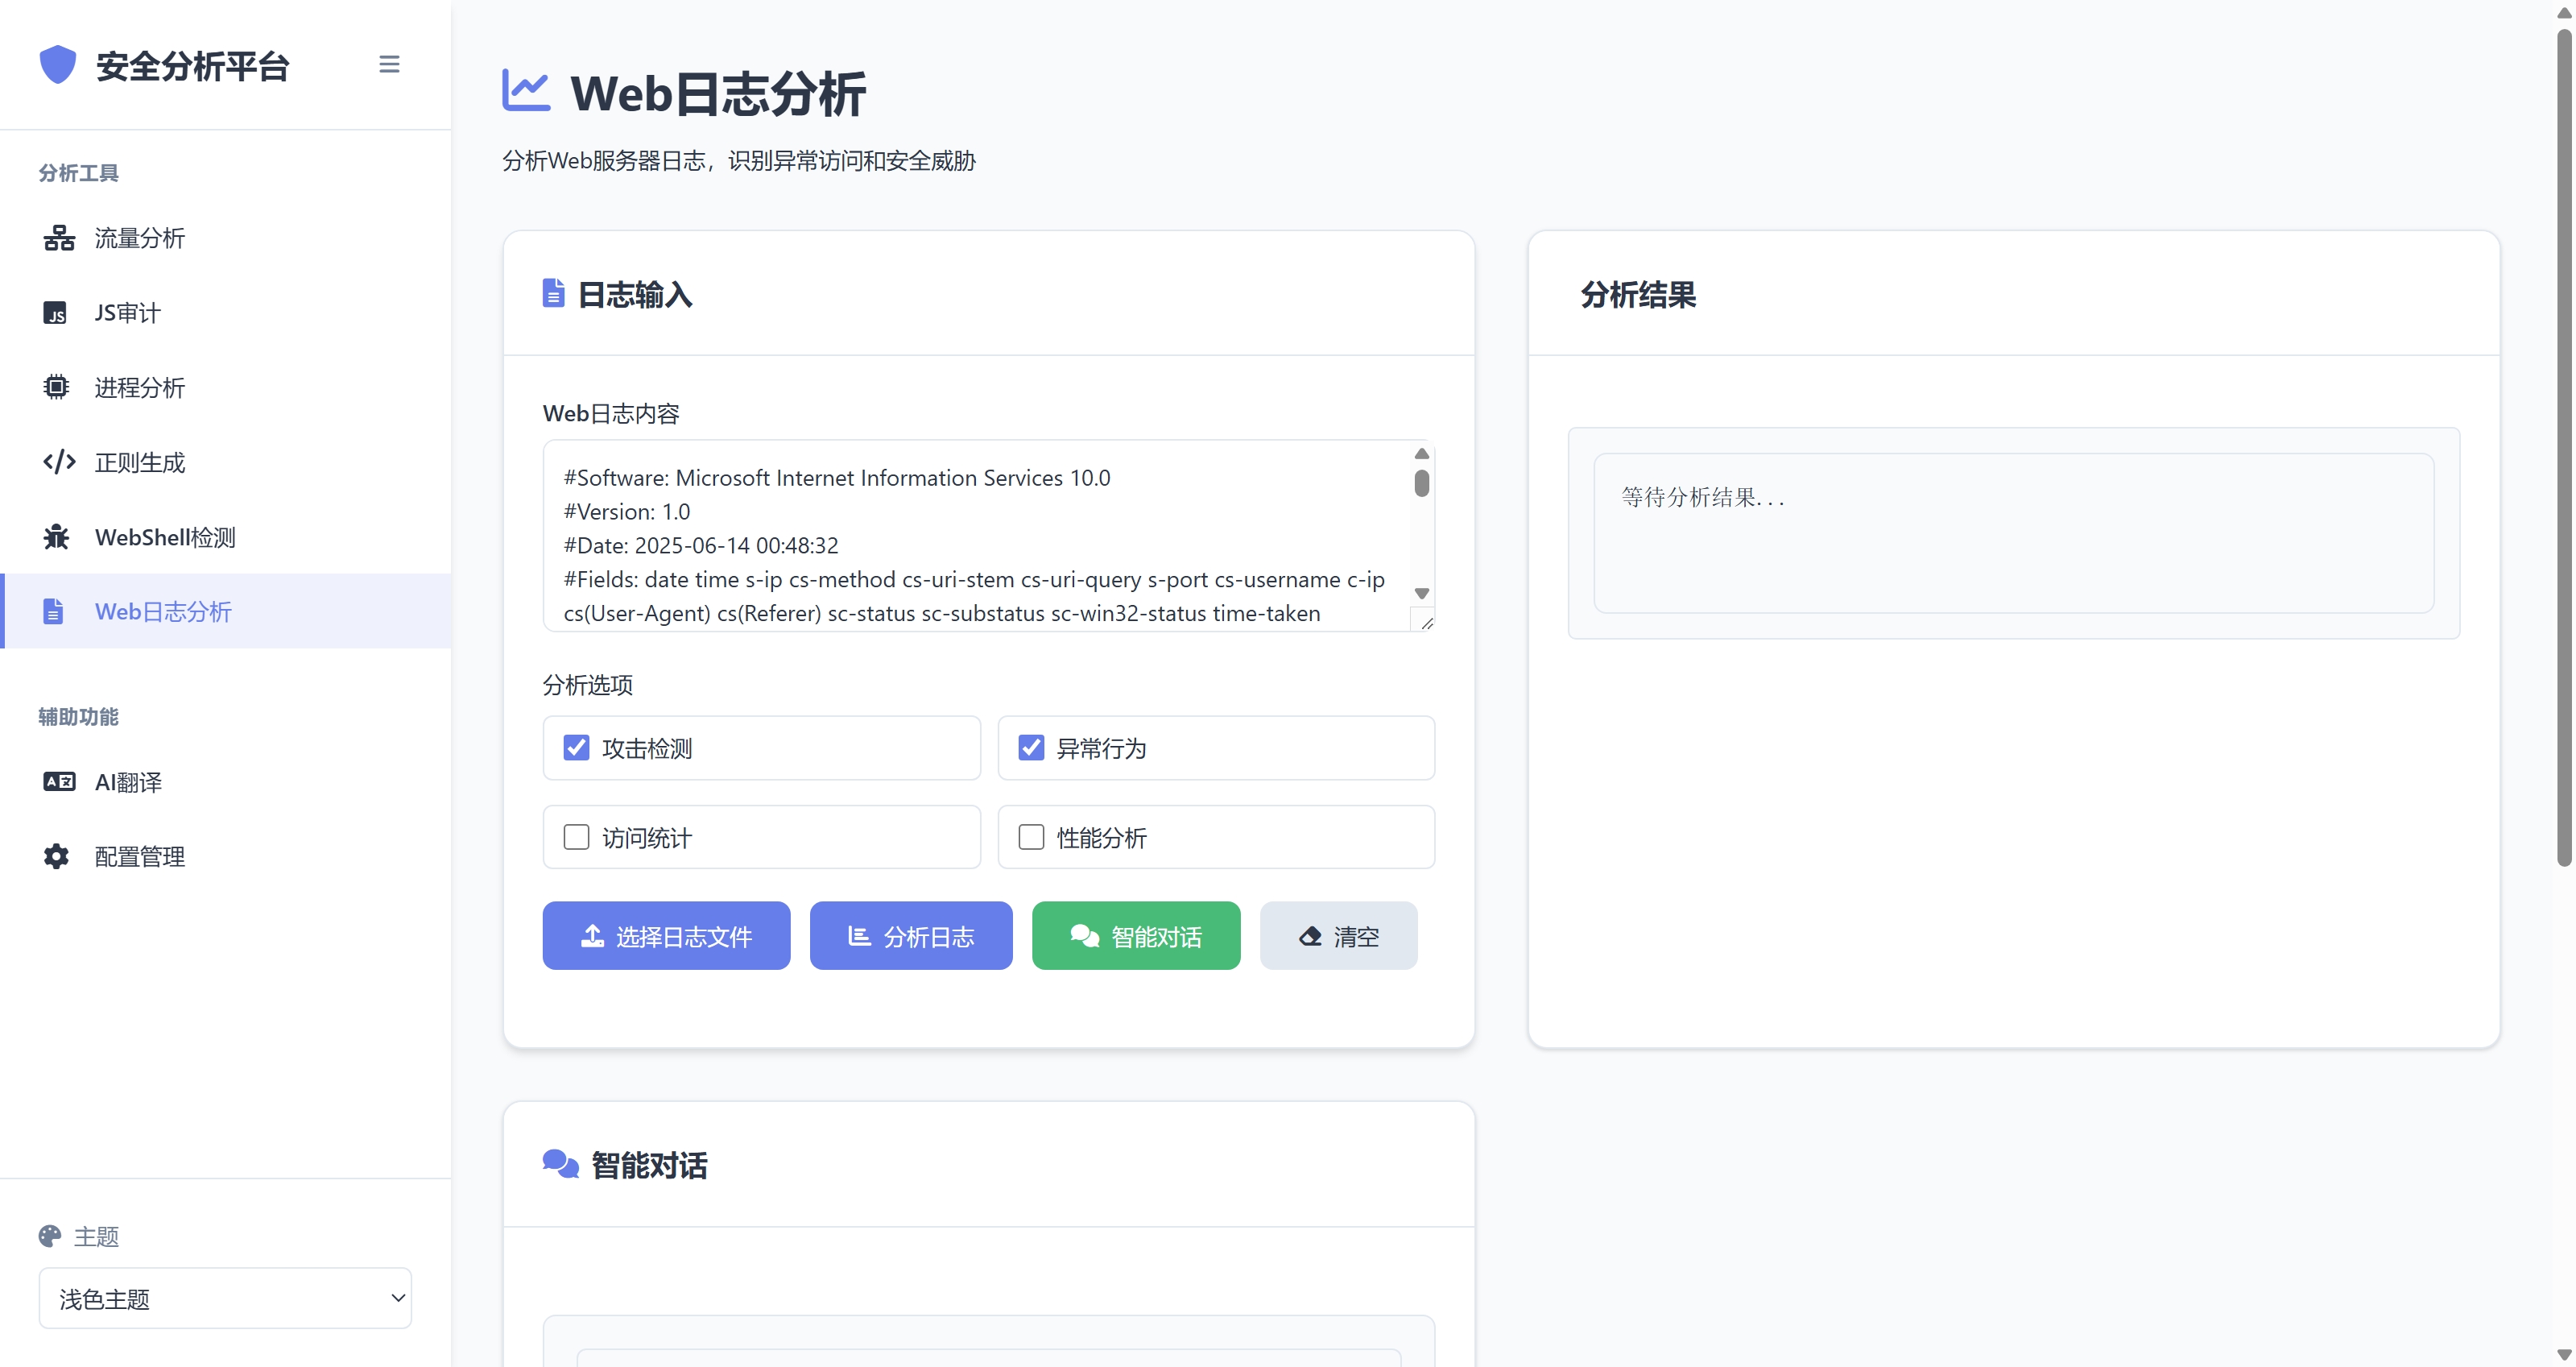 安全分析平台
分析工具
流量分析
JS审计
进程分析
正则生成
WebShell检测
Web日志分析
辅助功能
AI翻译
配置管理
主题
浅色主题
Web日志分析
分析Web服务器日志，识别异常访问和安全威胁
日志输入
Web日志内容
#Software: Microsoft Internet Information Services 10.0
#Version: 1.0
#Date: 2025-06-14 00:48:32
#Fields: date time s-ip cs-method cs-uri-stem cs-uri-query s-port cs-username c-ip
cs(User-Agent) cs(Referer) sc-status sc-substatus sc-win32-status time-taken
分析选项
攻击检测
异常行为
访问统计
性能分析
选择日志文件
分析日志
智能对话
清空
分析结果
等待分析结果...
智能对话